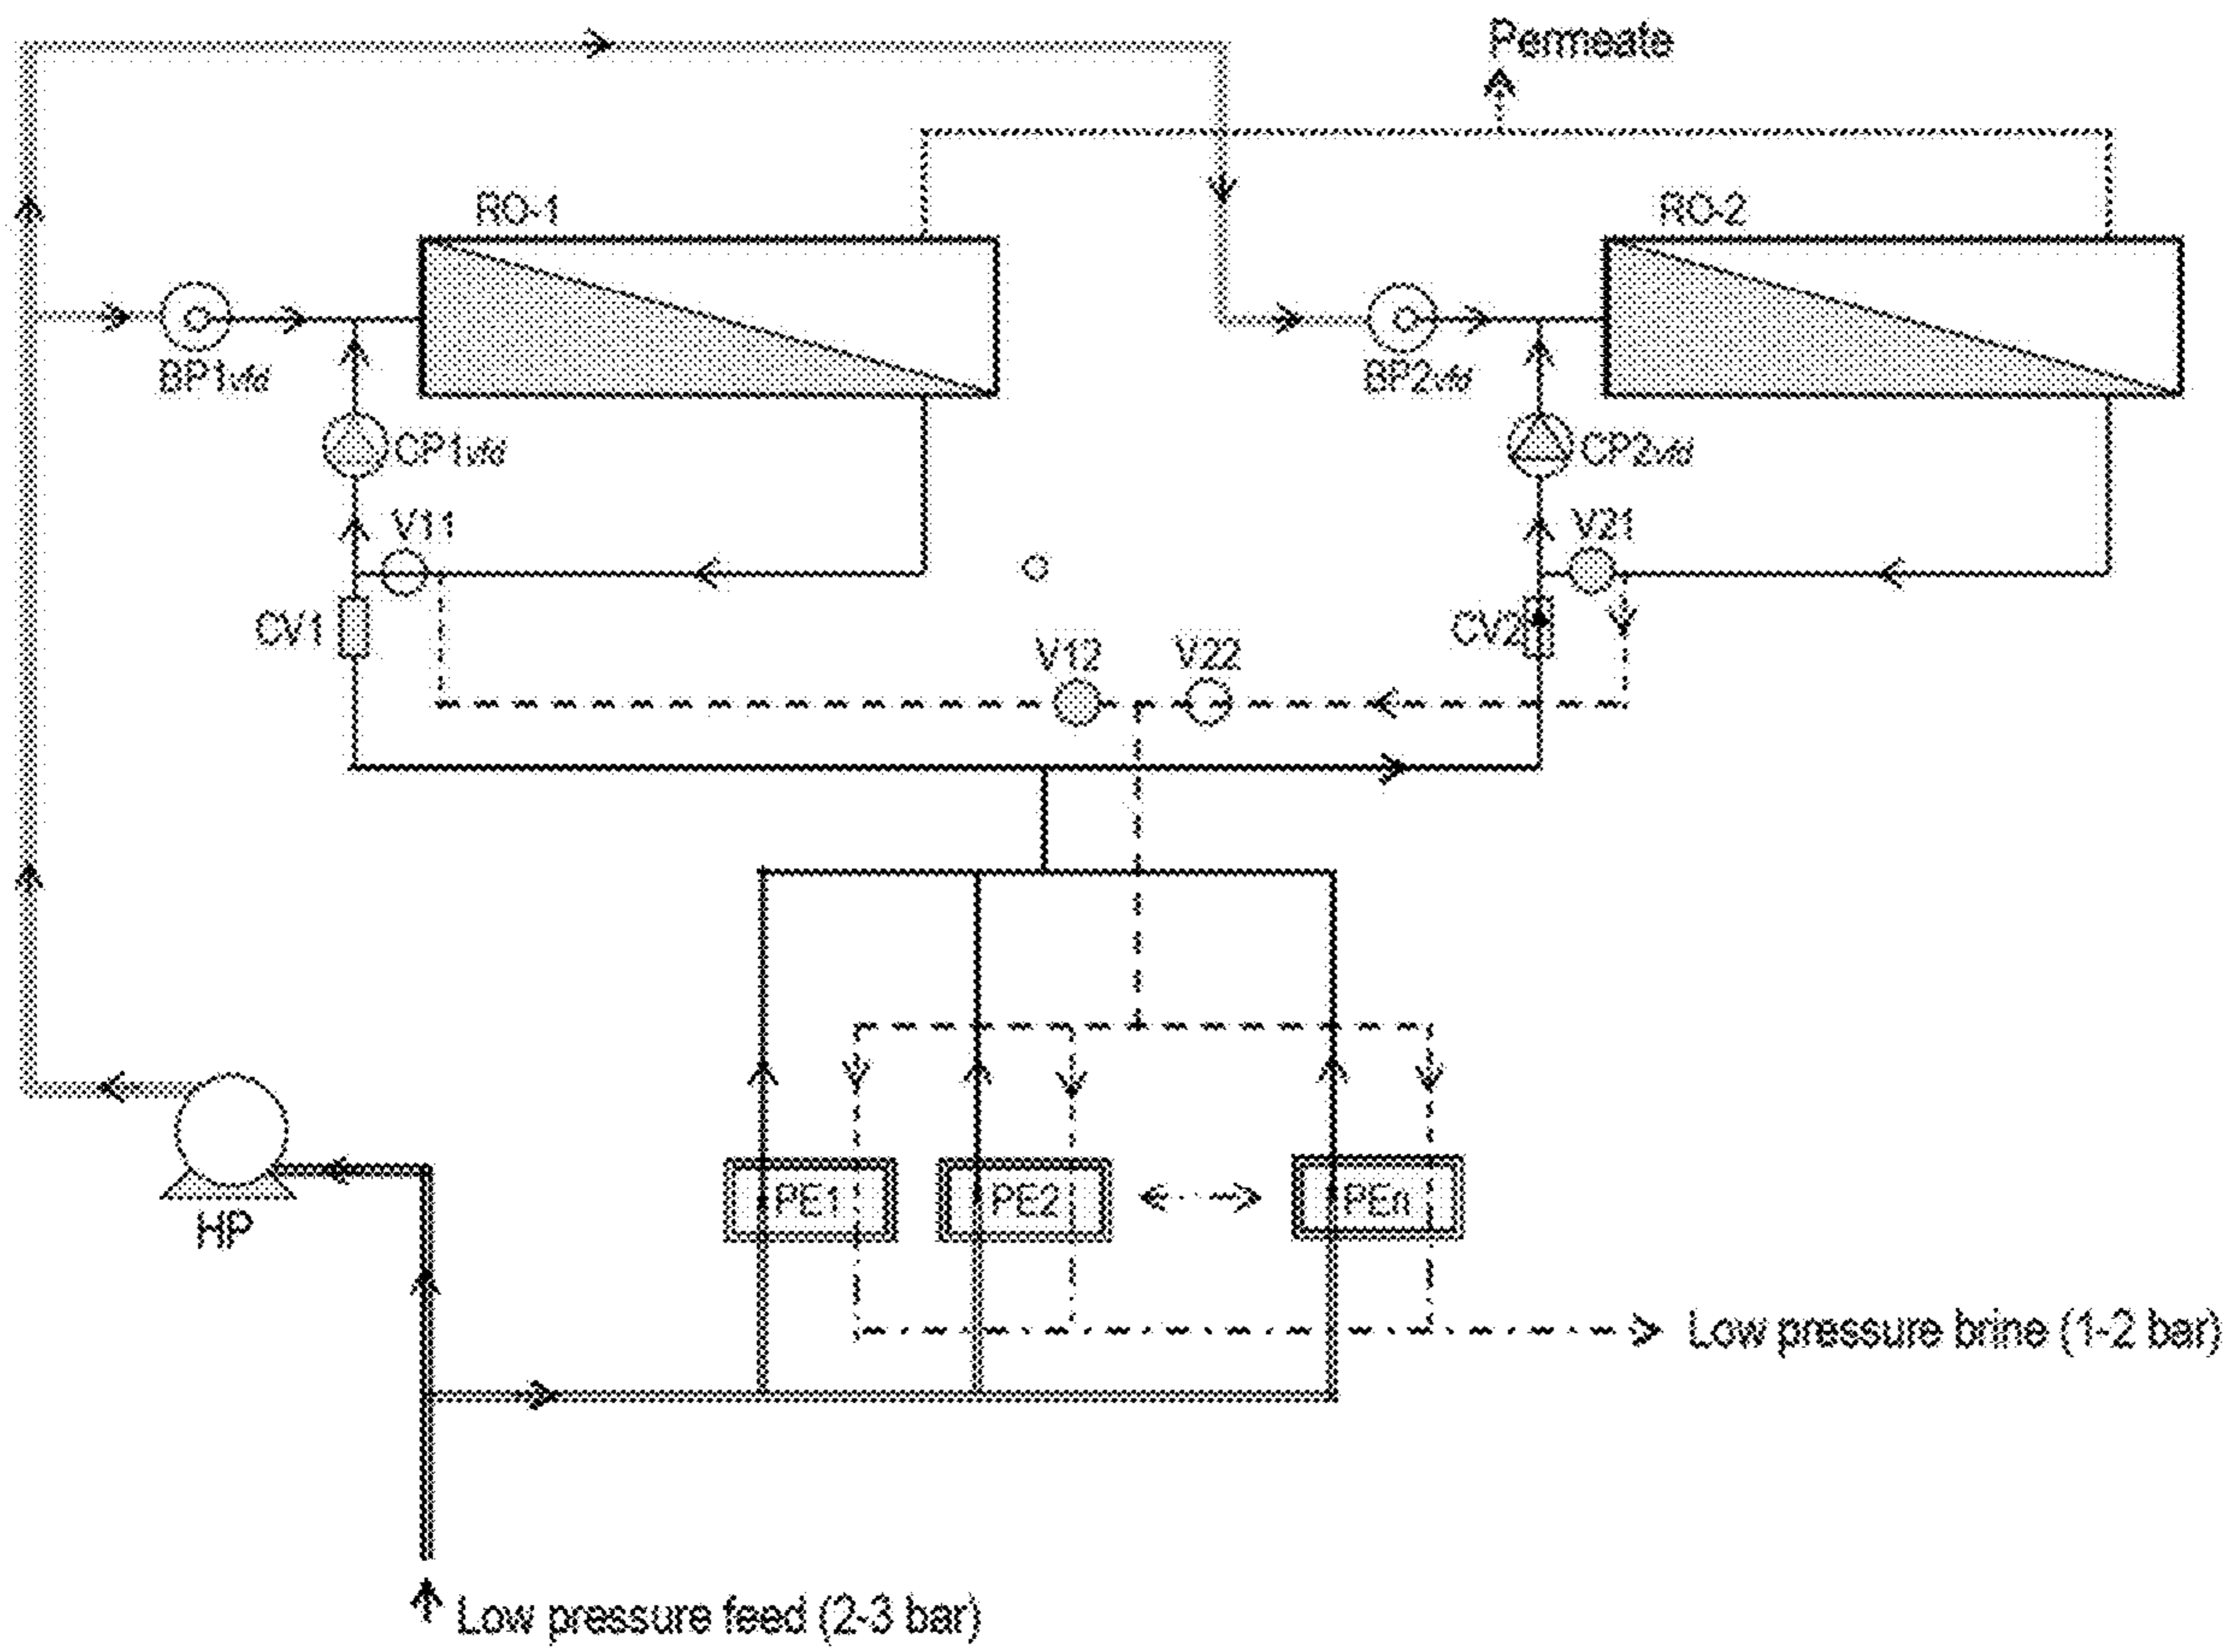 Permeate
RO-1
RO-2
BP1vfd
BP2vfd
CP1vfd
CP2vfd
V11
V21
CV1
CV2
V12
V22
PE1
PE2
PEn
HP
Low pressure brine (1-2 bar)
Low pressure feed (2-3 bar)